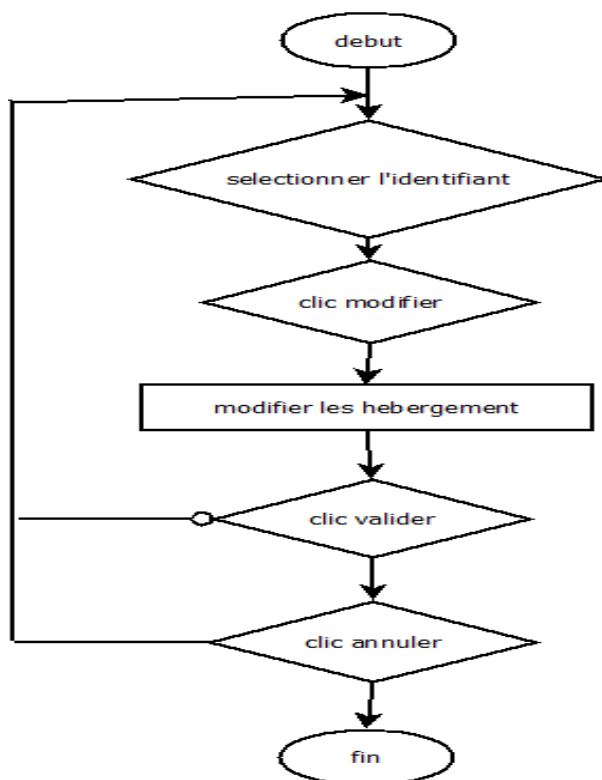 debut
selectionner l'identifiant
clic modifier
modifier les hebergement
clic valider
clic annuler
fin